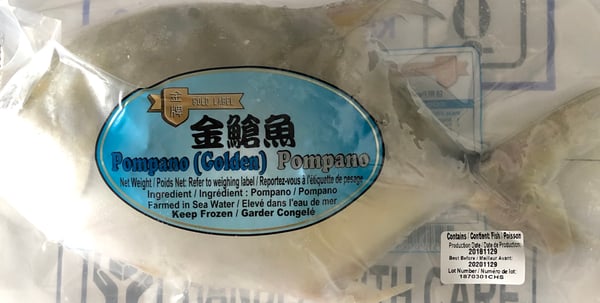 金牌
GOLD LABEL
金鯧魚
Pompano (Golden) Pompano
Net Weight / Poids Net: Refer to weighing label / Reportez-vous à l'étiquette de pesage
Ingredient / Ingrédient : Pompano / Pompano
Farmed in Sea Water / Elevé dans l'eau de mer
Keep Frozen / Garder Congelé
Contains / Contient: Fish / Poisson
Production Date / Date de Production:
20181129
Best Before / Meilleur Avant:
20201129
Lot Number / Numéro de lot:
1870301CHS